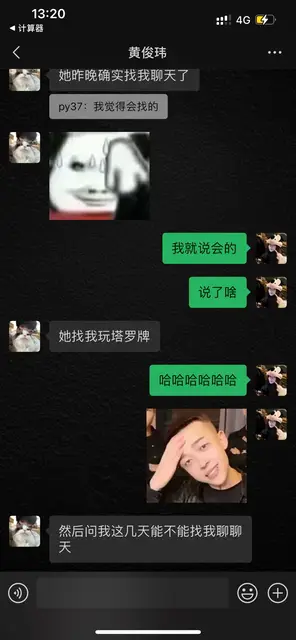 13:20
4G
62
◀ 计算器
黄俊玮
她昨晚确实找我聊天了
py37：我觉得会找的
我就说会的
说了啥
她找我玩塔罗牌
哈哈哈哈哈哈
然后问我这几天能不能找我聊聊
天